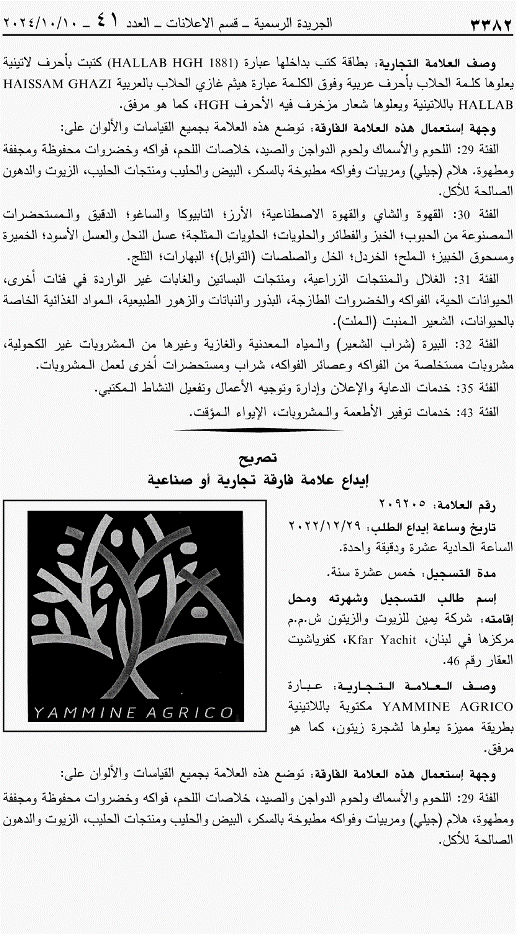 ٣٣٨٢
الجريدة الرسمية ـ قسم الاعلانات ـ العدد ٤١ ـ ٢٠٢٤/١٠/١٠
وصف العلامة التجارية: بطاقة كتب بداخلها عبارة (HALLAB HGH 1881) كتبت بأحرف لاتينية
يعلوها كلمة الحلاب بأحرف عربية وفوق الكلمة عبارة هيثم غازي الحلاب بالعربية HAISSAM GHAZI
HALLAB باللاتينية ويعلوها شعار مزخرف فيه الأحرف HGH، كما هو مرفق.
وجهة إستعمال هذه العلامة الفارقة: توضع هذه العلامة بجميع القياسات والألوان على:
الفئة 29: اللحوم والأسماك ولحوم الدواجن والصيد، خلاصات اللحم، فواكه وخضروات محفوظة ومجففة
ومطهوة. هلام (جيلي) ومربيات وفواكه مطبوخة بالسكر، البيض والحليب ومنتجات الحليب، الزيوت والدهون
الصالحة للأكل.
الفئة 30: القهوة والشاي والقهوة الاصطناعية؛ الأرز؛ التابيوكا والساغو؛ الدقيق والمستحضرات
المصنوعة من الحبوب؛ الخبز والفطائر والحلويات؛ الحلويات المثلجة؛ عسل النحل والعسل الأسود؛ الخميرة
ومسحوق الخبيز؛ الملح؛ الخردل؛ الخل والصلصات (التوابل)؛ البهارات؛ الثلج.
الفئة 31: الغلال والمنتجات الزراعية، ومنتجات البساتين والغابات غير الواردة في فئات أخرى،
الحيوانات الحية، الفواكه والخضروات الطازجة، البذور والنباتات والزهور الطبيعية، المواد الغذائية الخاصة
بالحيوانات، الشعير المنبت (الملت).
الفئة 32: البيرة (شراب الشعير) والمياه المعدنية والغازية وغيرها من المشروبات غير الكحولية،
مشروبات مستخلصة من الفواكه وعصائر الفواكه، شراب ومستحضرات أخرى لعمل المشروبات.
الفئة 35: خدمات الدعاية والإعلان وإدارة وتوجيه الأعمال وتفعيل النشاط المكتبي.
الفئة 43: خدمات توفير الأطعمة والمشروبات، الإيواء المؤقت.
تصريح
إيداع علامة فارقة تجارية أو صناعية
رقم العلامة: ٢٠٩٢٠٥
تاريخ وساعة إيداع الطلب: ٢٠٢٢/١٢/٢٩
الساعة الحادية عشرة ودقيقة واحدة.
مدة التسجيل: خمس عشرة سنة.
إسم طالب التسجيل وشهرته ومحل
إقامته: شركة يمين للزيوت والزيتون ش.م.م
مركزها في لبنان، Kfar Yachit، كفرياشيت
العقار رقم 46.
وصف العلامة التجارية: عبارة
YAMMINE AGRICO مكتوبة باللاتينية
بطريقة مميزة يعلوها لشجرة زيتون، كما هو
مرفق.
YAMMINE AGRICO
وجهة إستعمال هذه العلامة الفارقة: توضع هذه العلامة بجميع القياسات والألوان على:
الفئة 29: اللحوم والأسماك ولحوم الدواجن والصيد، خلاصات اللحم، فواكه وخضروات محفوظة ومجففة
ومطهوة، هلام (جيلي) ومربيات وفواكه مطبوخة بالسكر، البيض والحليب ومنتجات الحليب، الزيوت والدهون
الصالحة للأكل.